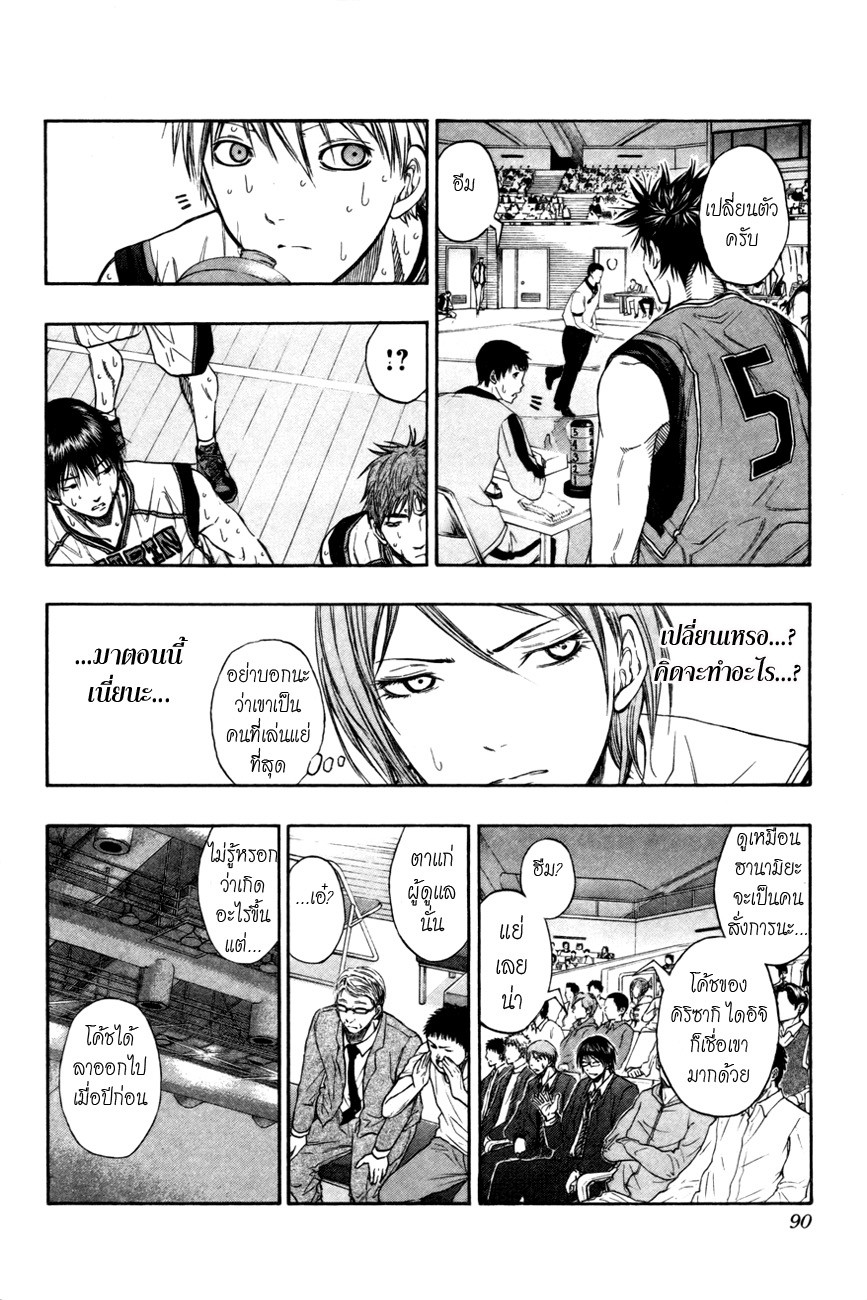 เปลี่ยนตัว
ครับ
อืม
5
5
4
3
2
!?
เปลี่ยนเหรอ...?
คิดจะทำอะไร...?
อย่าบอกนะ
ว่าเขาเป็น
คนที่เล่นแย่
ที่สุด
...มาตอนนี้
เนี่ยนะ...
ดูเหมือน
ฮานามิยะ
จะเป็นคน
สั่งการนะ...
โค้ชของ
คิริซากิ ไดอิจิ
ก็เชื่อเขา
มากด้วย
ฮึม?
แย่
เลย
น่า
ตาแก่
ผู้ดูแล
นั่น
...เอ๋?
ไม่รู้หรอก
ว่าเกิด
อะไรขึ้น
แต่...
โค้ชได้
ลาออกไป
เมื่อปีก่อน
90